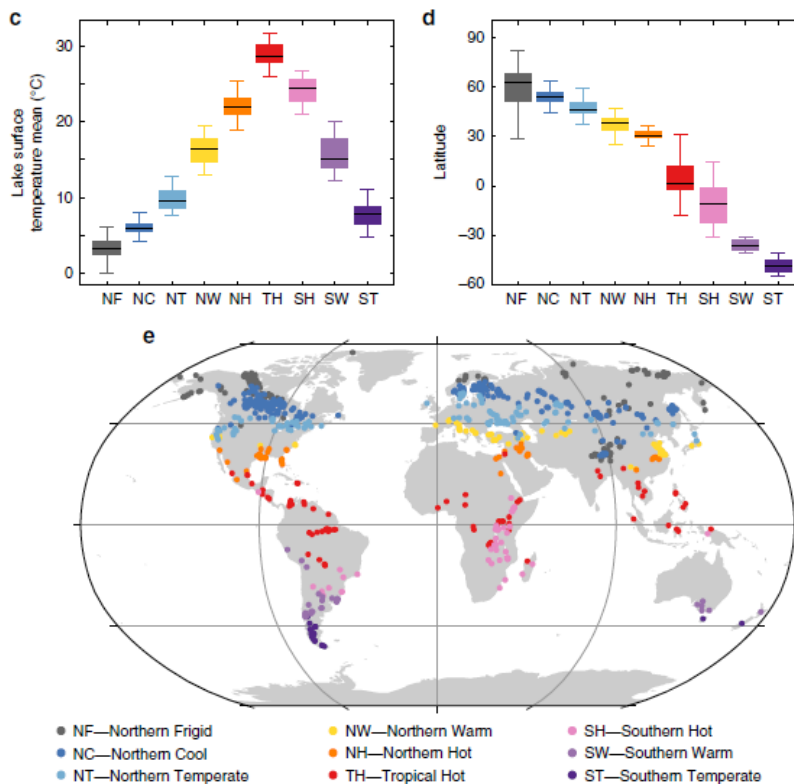 c
Lake surface
temperature mean (°C)
30
20
10
0
NF NC NT NW NH TH SH SW ST
d
Latitude
90
60
30
0
−30
−60
NF NC NT NW NH TH SH SW ST
e
NF—Northern Frigid
NC—Northern Cool
NT—Northern Temperate
NW—Northern Warm
NH—Northern Hot
TH—Tropical Hot
SH—Southern Hot
SW—Southern Warm
ST—Southern Temperate